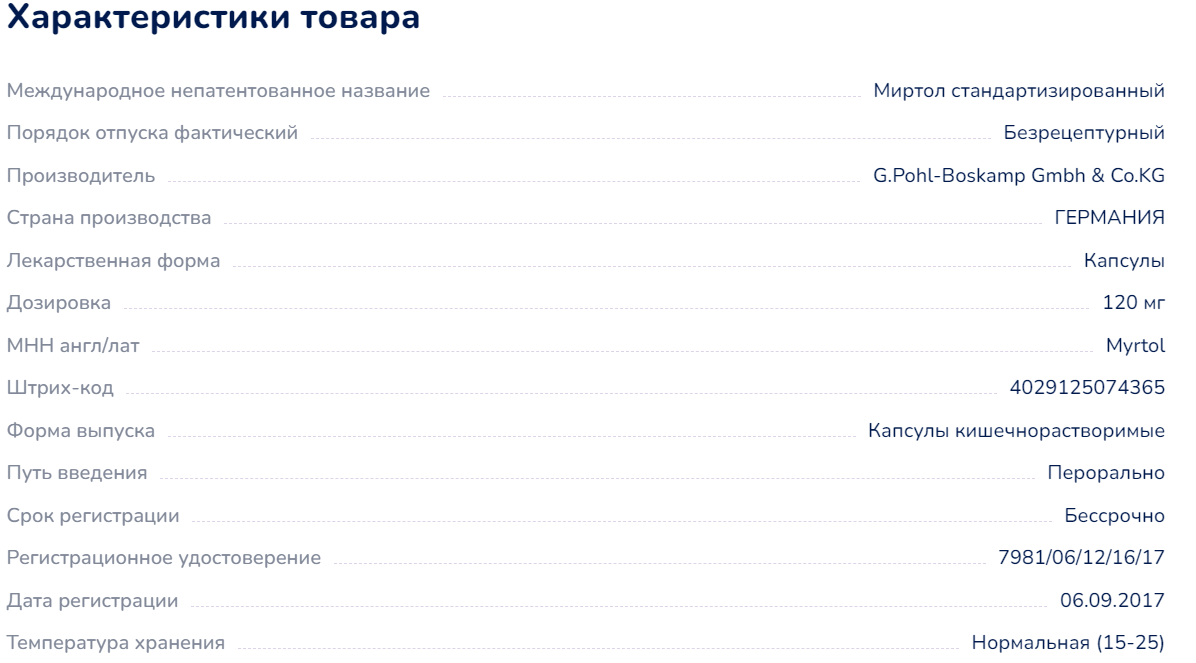 Характеристики товара
Международное непатентованное название Миртол стандартизированный
Порядок отпуска фактический Безрецептурный
Производитель G.Pohl-Boskamp Gmbh & Co.KG
Страна производства ГЕРМАНИЯ
Лекарственная форма Капсулы
Дозировка 120 мг
МНН англ/лат Myrtol
Штрих-код 4029125074365
Форма выпуска Капсулы кишечнорастворимые
Путь введения Перорально
Срок регистрации Бессрочно
Регистрационное удостоверение 7981/06/12/16/17
Дата регистрации 06.09.2017
Температура хранения Нормальная (15-25)